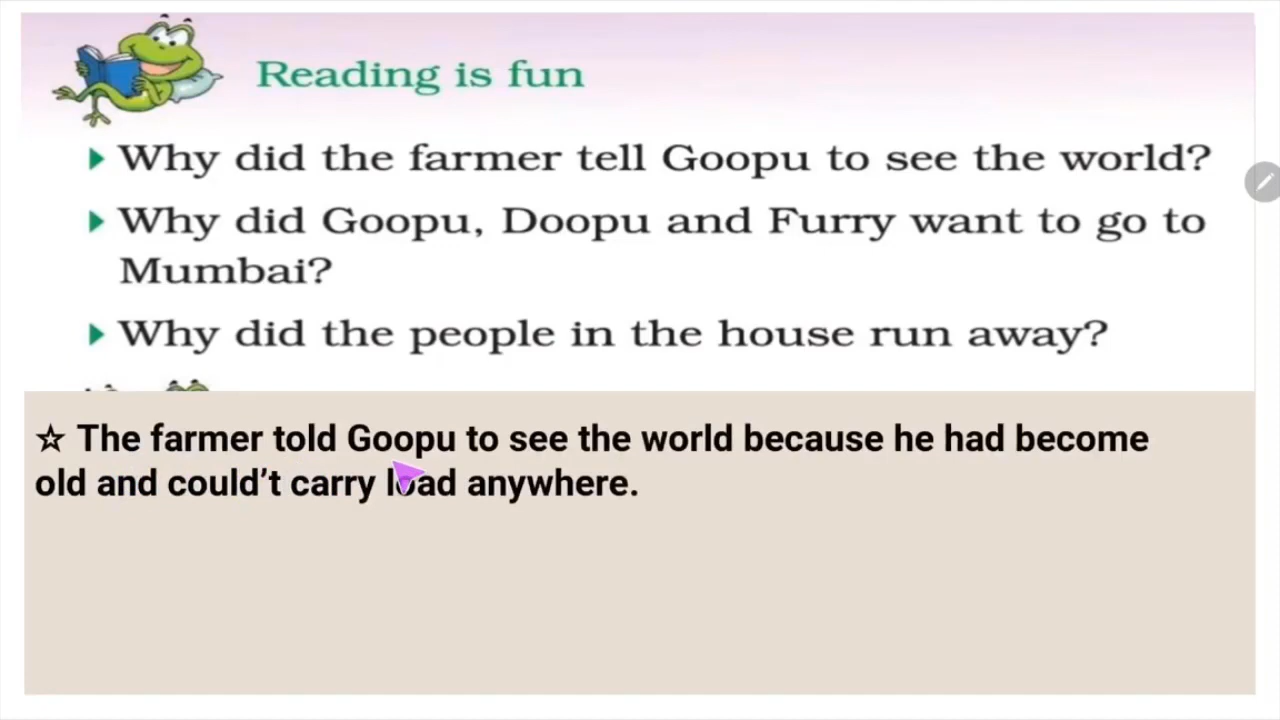 Reading is fun
Why did the farmer tell Goopu to see the world?
Why did Goopu, Doopu and Furry want to go to
Mumbai?
Why did the people in the house run away?
☆ The farmer told Goopu to see the world because he had become
old and could’t carry load anywhere.